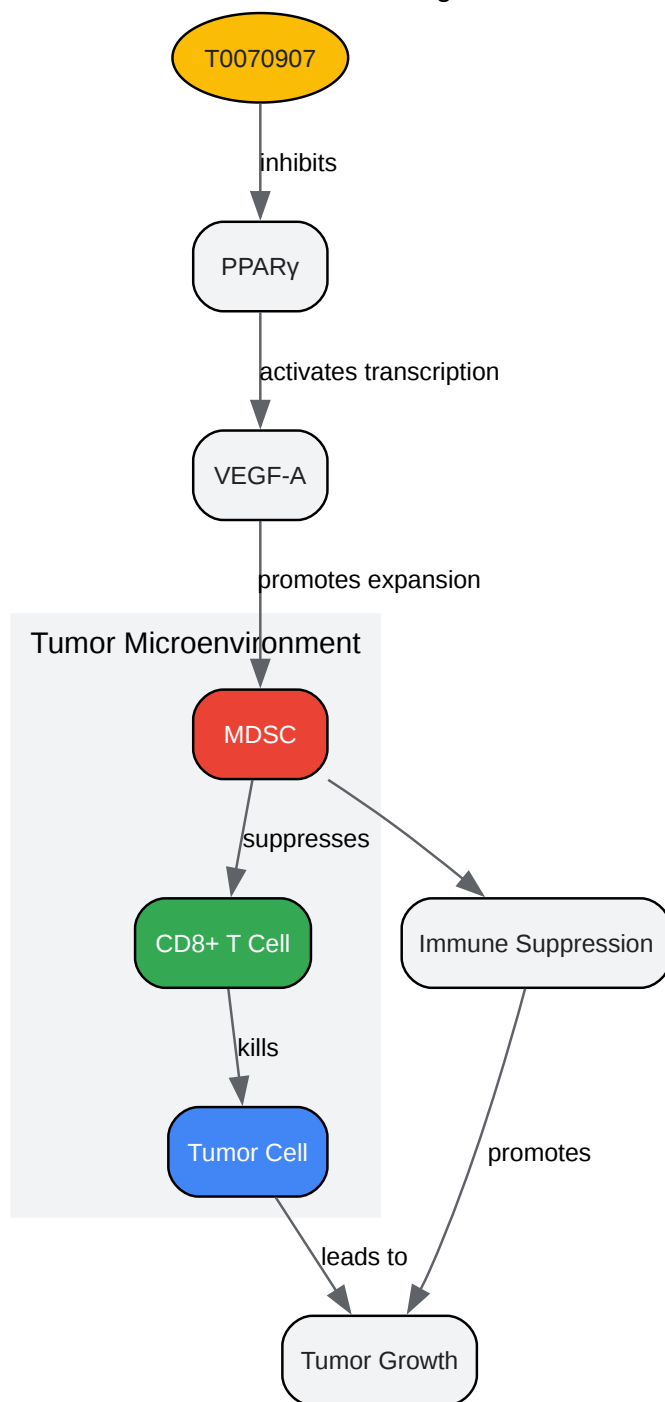 T0070907
inhibits
PPARγ
activates transcription
VEGF-A
promotes expansion
Tumor Microenvironment
MDSC
suppresses
CD8+ T Cell
Immune Suppression
kills
Tumor Cell
promotes
leads to
Tumor Growth